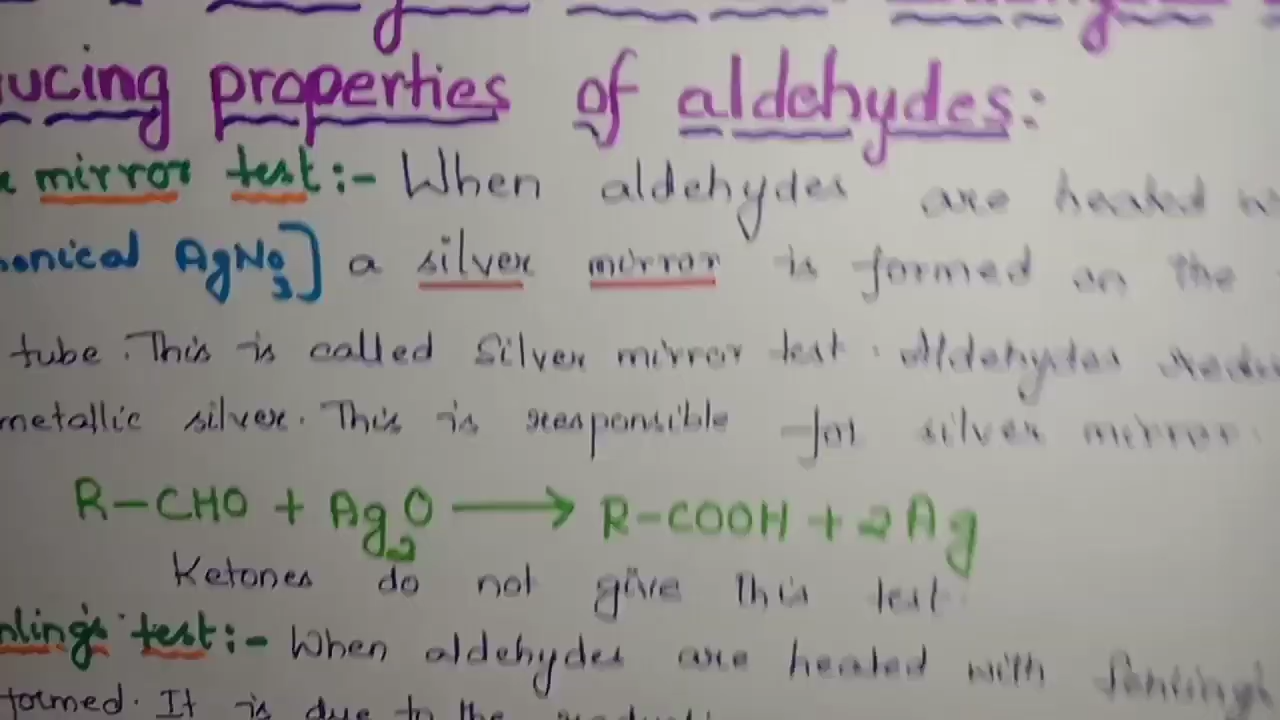 ucing properties of aldehydes:
mirror test:- When aldehydes are heated
onical AgNO3] a silver mirror is formed on the
tube. This is called Silver mirror test. Aldehydes
metallic silver. This is responsible for silver mirror.
R-CHO + Ag2O ⟶ R-COOH + 2Ag
Ketones do not give this test
test:- When aldehydes are heated with
formed. It is due to the